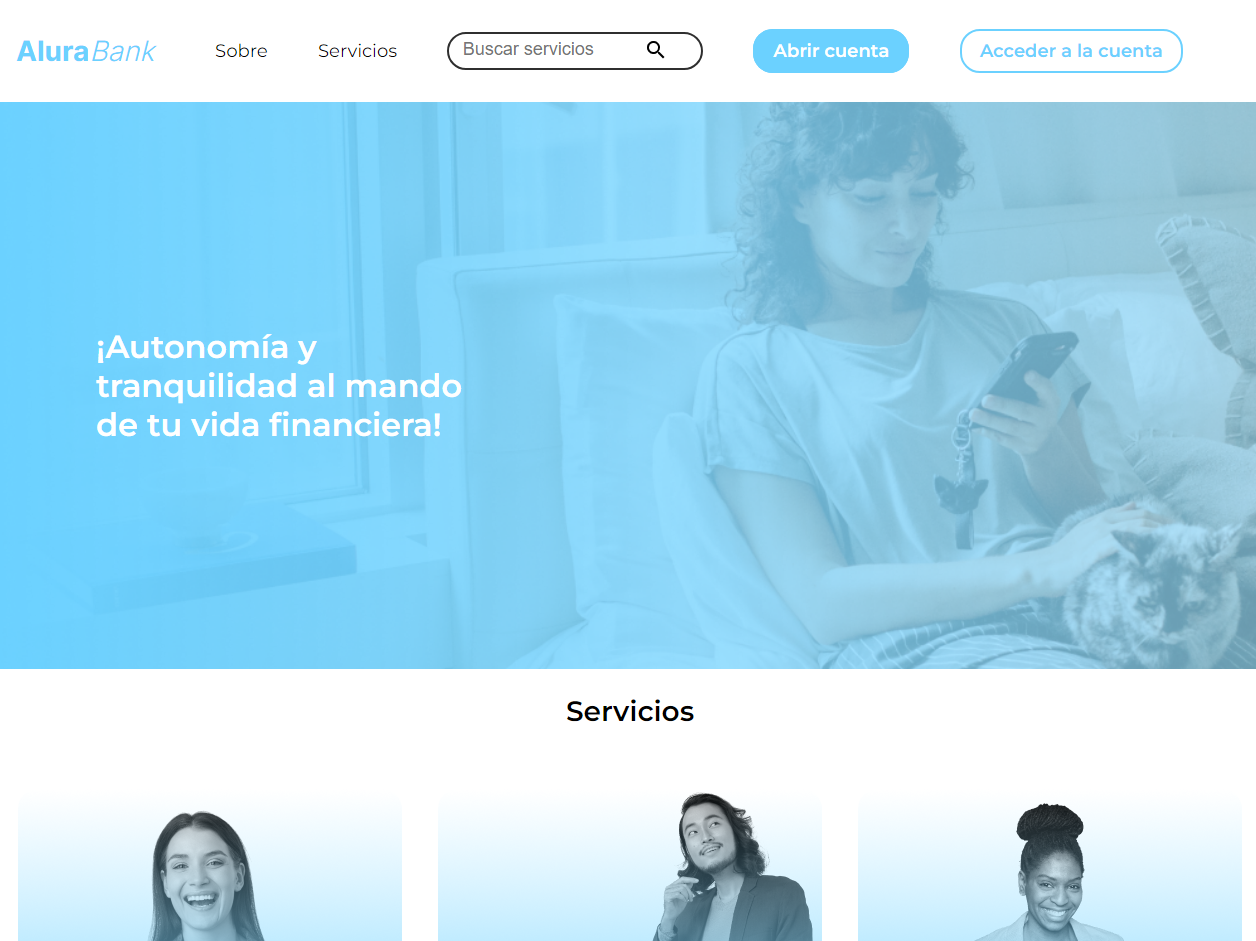 AluraBank
Sobre
Servicios
Buscar servicios
Abrir cuenta
Acceder a la cuenta
¡Autonomía y
tranquilidad al mando
de tu vida financiera!
Servicios